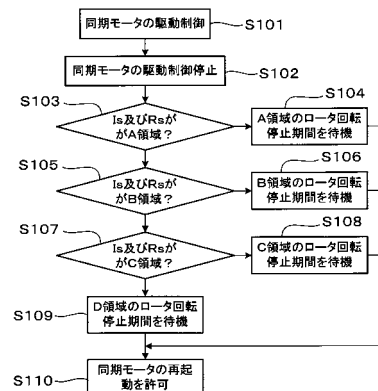 同期モータの駆動制御
S101
同期モータの駆動制御停止
S102
S103
Is及びRsが
がA領域？
S104
A領域のロータ回転
停止期間を待機
S105
Is及びRsが
がB領域？
S106
B領域のロータ回転
停止期間を待機
S107
Is及びRsが
がC領域？
S108
C領域のロータ回転
停止期間を待機
S109
D領域のロータ回転
停止期間を待機
S110
同期モータの再起
動を許可